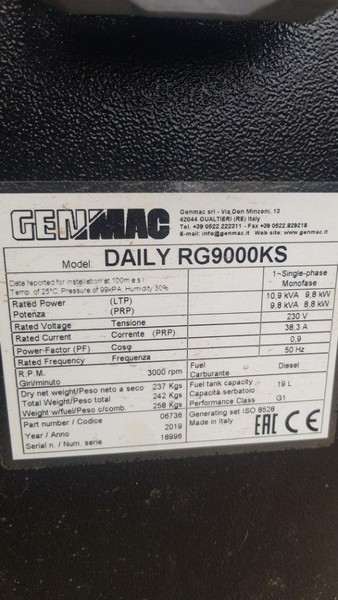 GENMAC
Genmac srl - Via Don Minzoni, 13
42044 GUALTIERI (RE) Italy
Tel. +39 0522.222311 - Fax +39 0522.829218
E-mail: info@genmac.it Web site: www.genmac.it
Model: DAILY RG9000KS
Data reported for installation at 100m a.s.l.
Temp. of 25°C, Pressure of 99kPA, Humidity 30%
1~Single-phase
Monofase
Rated Power (LTP) 10,9 kVA 9,8 kW
Potenza (PRP) 9,8 kVA 8,8 kW
Rated Voltage Tensione 230 V
Rated Current Corrente (PRP) 38,3 A
Power Factor (PF) Cosφ 0,9
Rated Frequency Frequenza 50 Hz
R.P.M.
Giri/minuto 3000 rpm
Fuel
Carburante Diesel
Dry net weight/Peso netto a secco 237 Kgs
Total Weight/Peso total 242 Kgs
Weight w/fuel/Peso c/comb. 258 Kgs
Fuel tank capacity
Capacità serbatoio 19 L
Performance Class G1
Part number / Codice 06736
Year / Anno 2019
Serial n. / Num. serie 18996
Generating set ISO 8528
Made in Italy
EAC CE